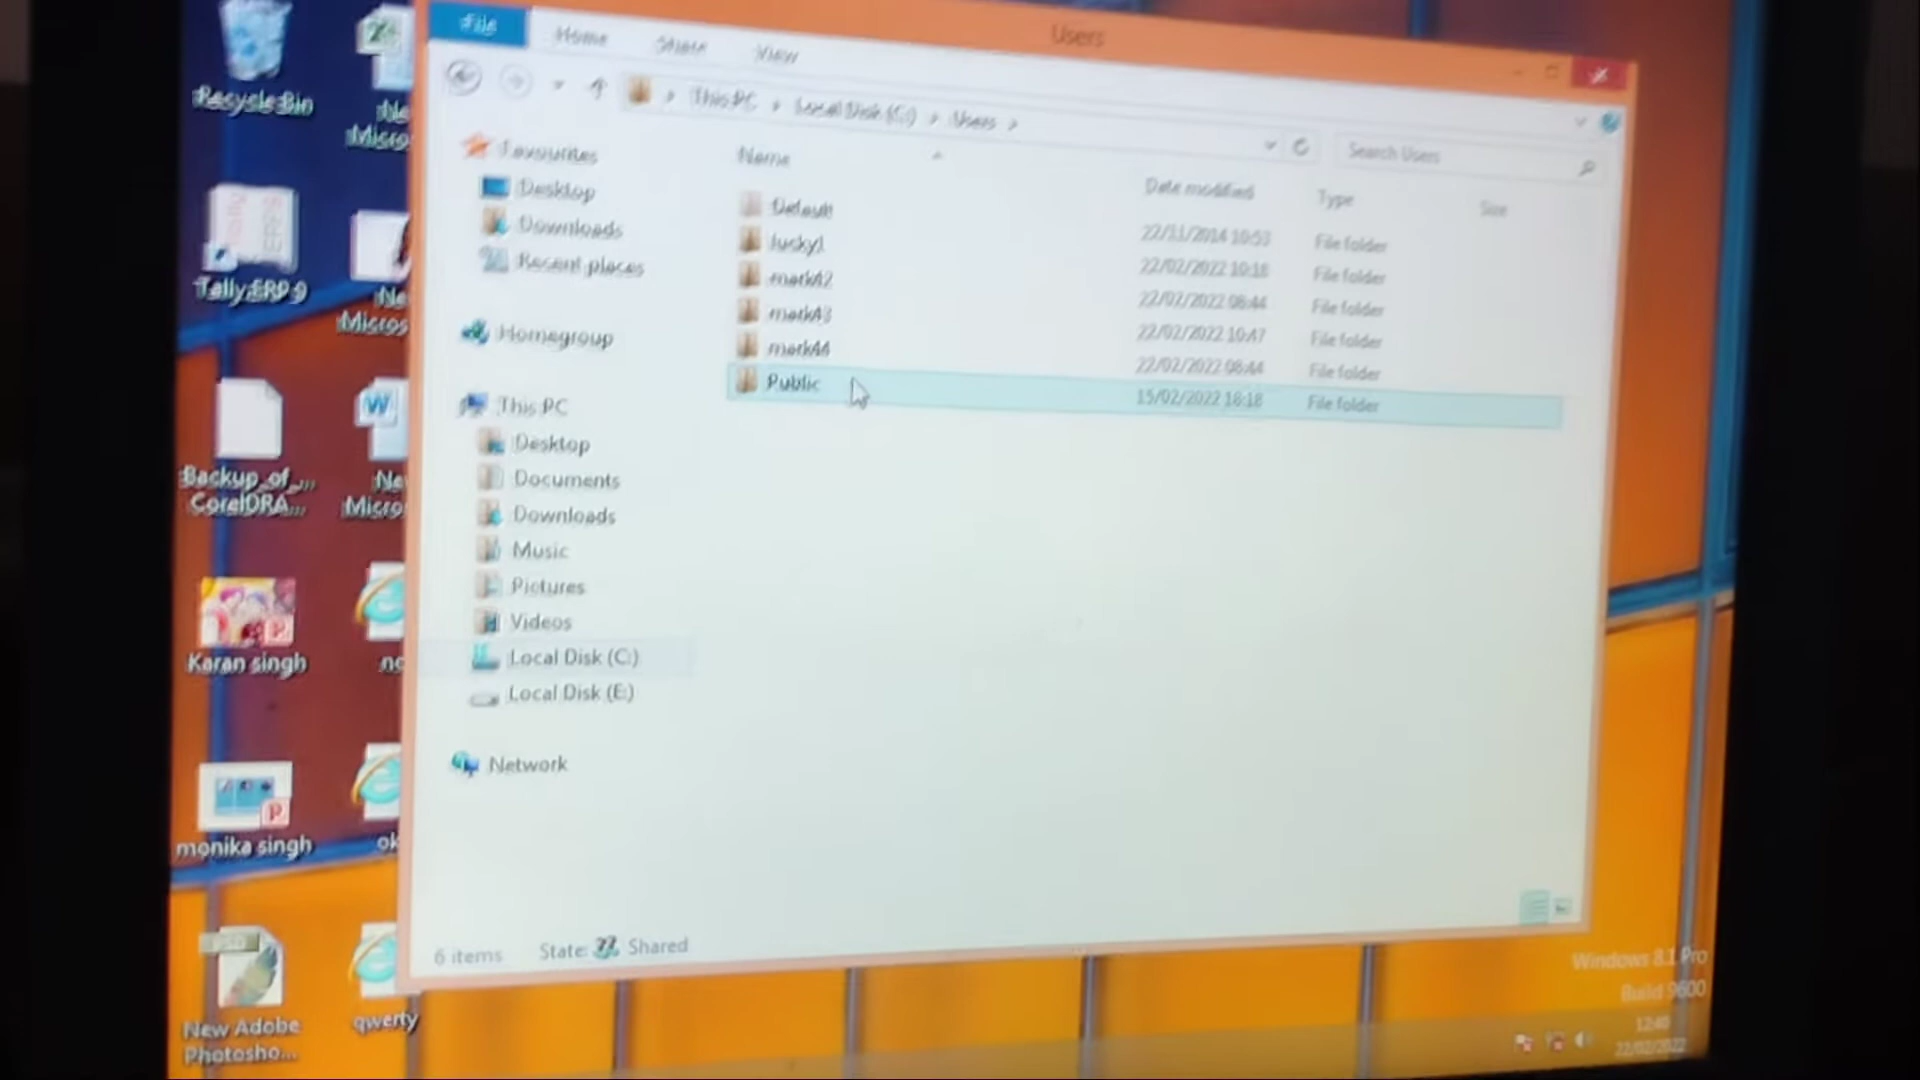 File Home Share View
Users
This PC Local Disk (C:) Users
Search Users
Favourites
Desktop
Downloads
Recent places
Homegroup
This PC
Desktop
Documents
Downloads
Music
Pictures
Videos
Local Disk (C:)
Local Disk (E:)
Network
Name Date modified Type Size
Default 22/11/2014 10:53 File folder
lucky1 22/02/2022 10:18 File folder
markA2 22/02/2022 08:44 File folder
markA3 22/02/2022 10:47 File folder
markA4 22/02/2022 08:44 File folder
Public 15/02/2022 18:18 File folder
6 items State: Shared
Recycle Bin
Ne
Micros
Tally.ERP 9
Ne
Micros
Backup_of_...
CorelDRA...
Ne
Micro
Karan singh
no
monika singh
ok
New Adobe
Photosho...
qwerty
Windows 8.1 Pro
Build 9600
12:40
22/02/2022